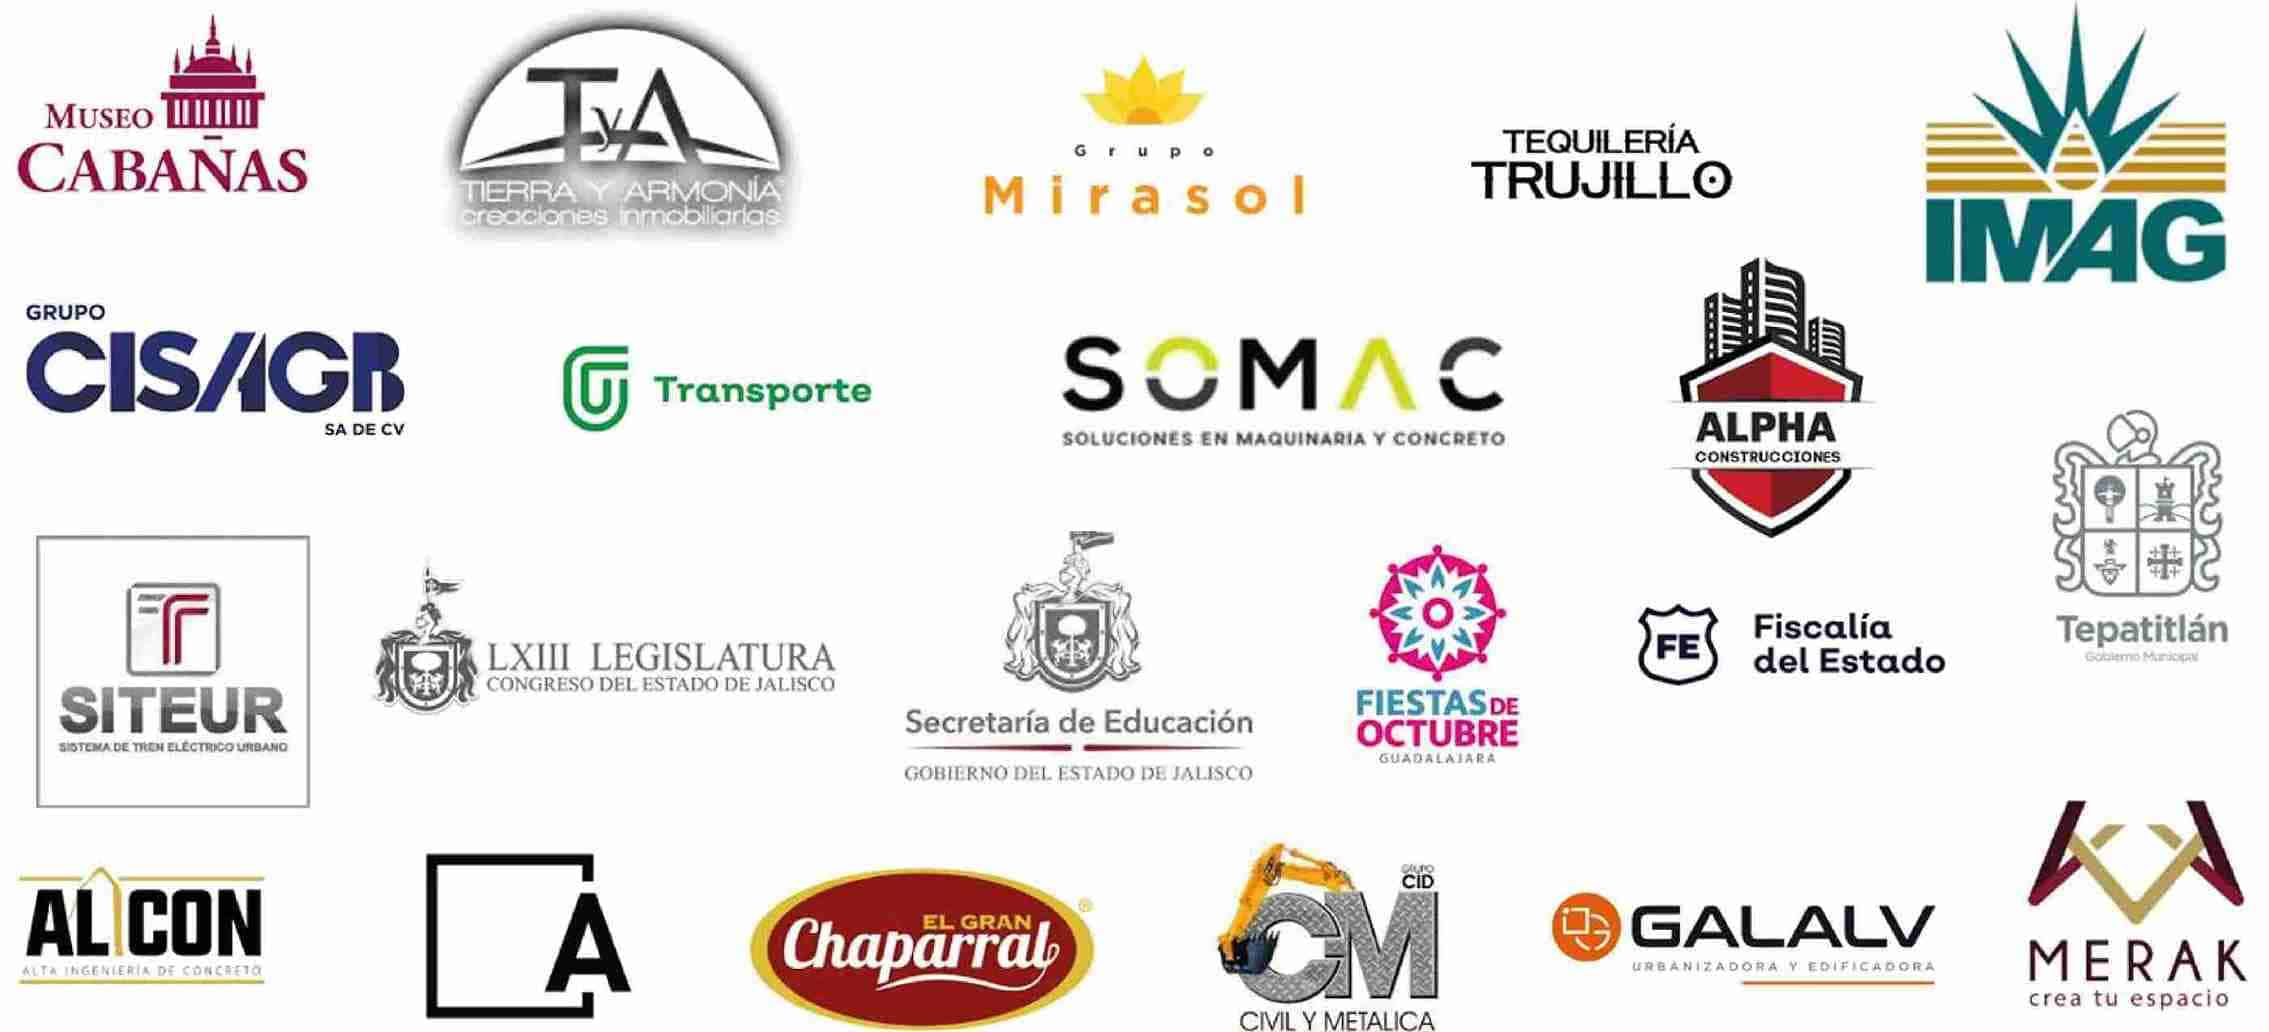 MUSEO
CABAÑAS
TyA
TIERRA Y ARMONÍA
creaciones inmobiliarias
Grupo
Mirasol
TEQUILERÍA
TRUJILLO
IMAG
GRUPO
CISAGB
SA DE CV
Transporte
SOMAC
SOLUCIONES EN MAQUINARIA Y CONCRETO
ALPHA
CONSTRUCCIONES
Tepatitlán
Gobierno Municipal
SITEUR
SISTEMA DE TREN ELÉCTRICO URBANO
LXIII LEGISLATURA
CONGRESO DEL ESTADO DE JALISCO
Secretaría de Educación
GOBIERNO DEL ESTADO DE JALISCO
FIESTAS DE
OCTUBRE
GUADALAJARA
FE
Fiscalía
del Estado
ALCON
ALTA INGENIERÍA DE CONCRETO
A
EL GRAN
Chaparral
®
GRUPO
CID
CM
CIVIL Y METALICA
GALALV
URBANIZADORA Y EDIFICADORA
MERAK
crea tu espacio